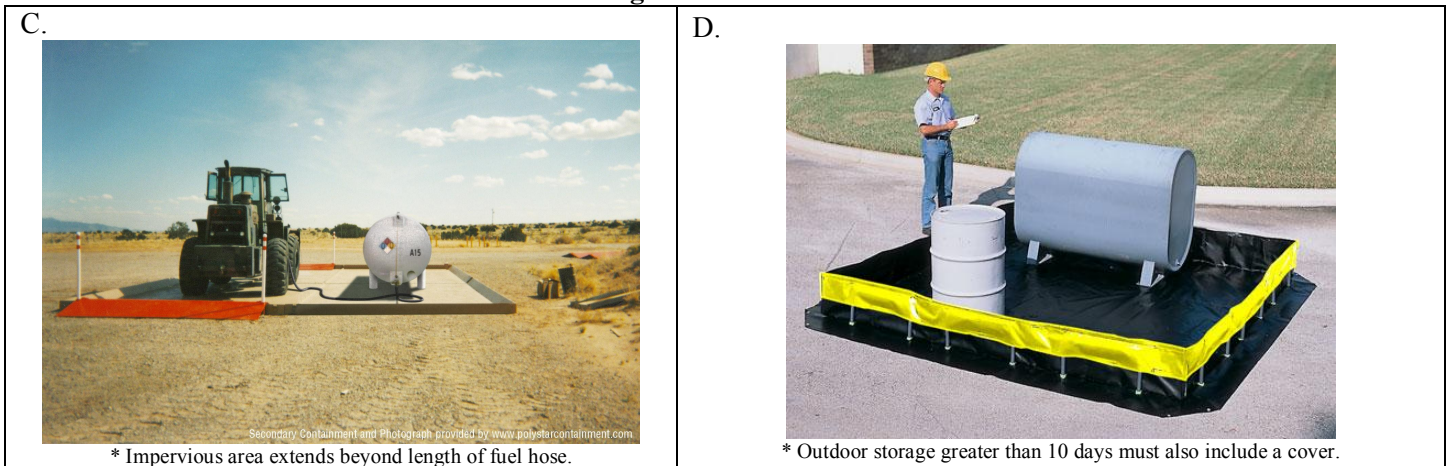 C.
A15
Secondary Containment and Photograph provided by www.polystarcontainment.com
* Impervious area extends beyond length of fuel hose.
D.
* Outdoor storage greater than 10 days must also include a cover.